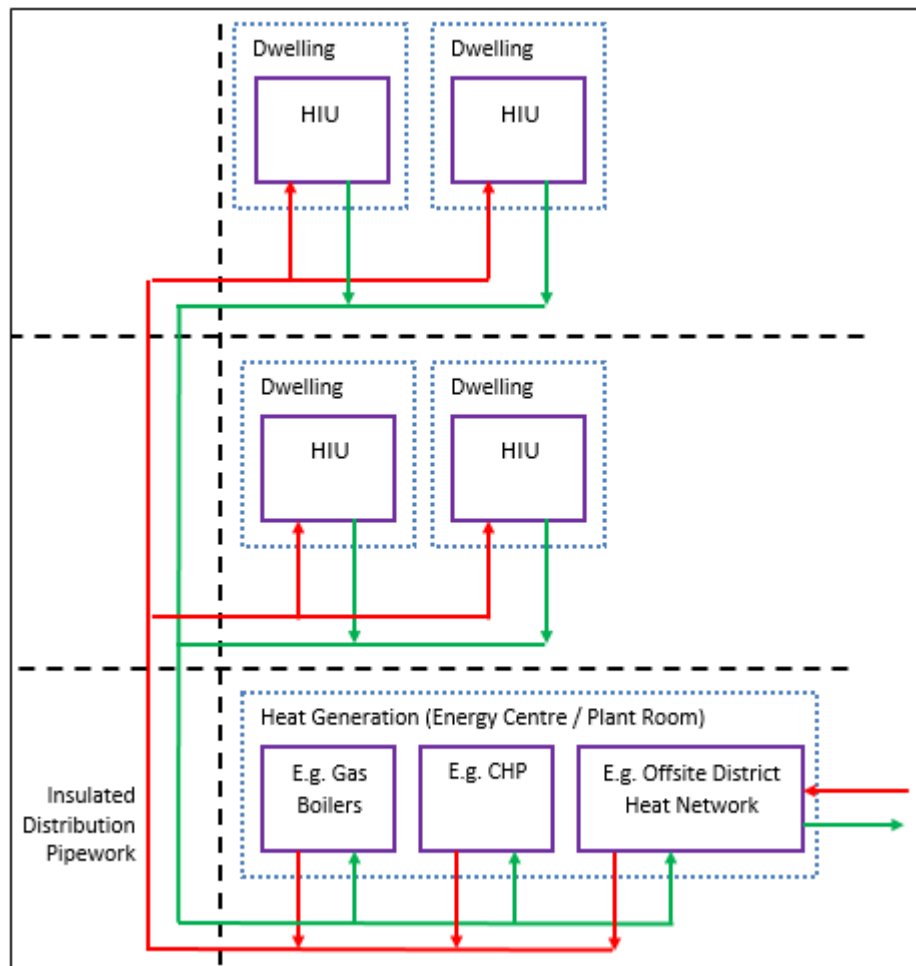 Dwelling
HIU
Dwelling
HIU
Dwelling
HIU
Dwelling
HIU
Heat Generation (Energy Centre / Plant Room)
E.g. Gas
Boilers
E.g. CHP
E.g. Offsite District
Heat Network
Insulated
Distribution
Pipework